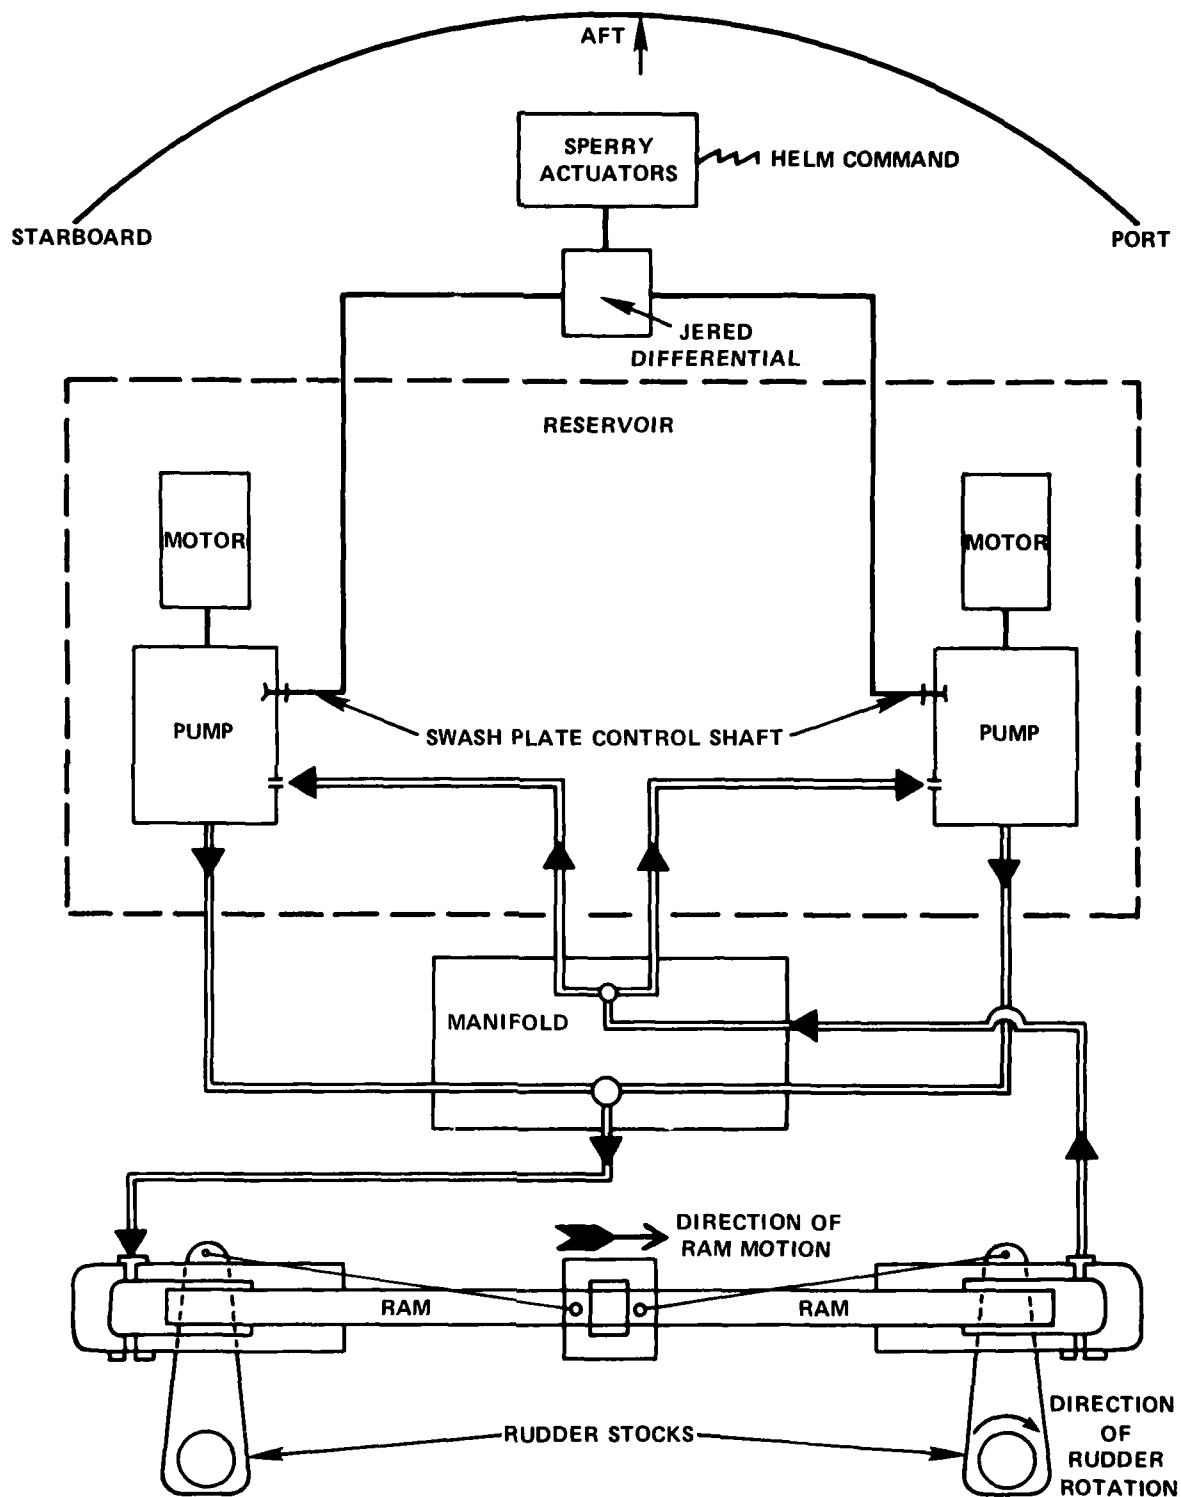 AFT
SPERRY
ACTUATORS
HELM COMMAND
STARBOARD
PORT
JERED
DIFFERENTIAL
RESERVOIR
MOTOR
MOTOR
PUMP
SWASH PLATE CONTROL SHAFT
PUMP
MANIFOLD
DIRECTION OF
RAM MOTION
RAM
RAM
RUDDER STOCKS
DIRECTION
OF
RUDDER
ROTATION